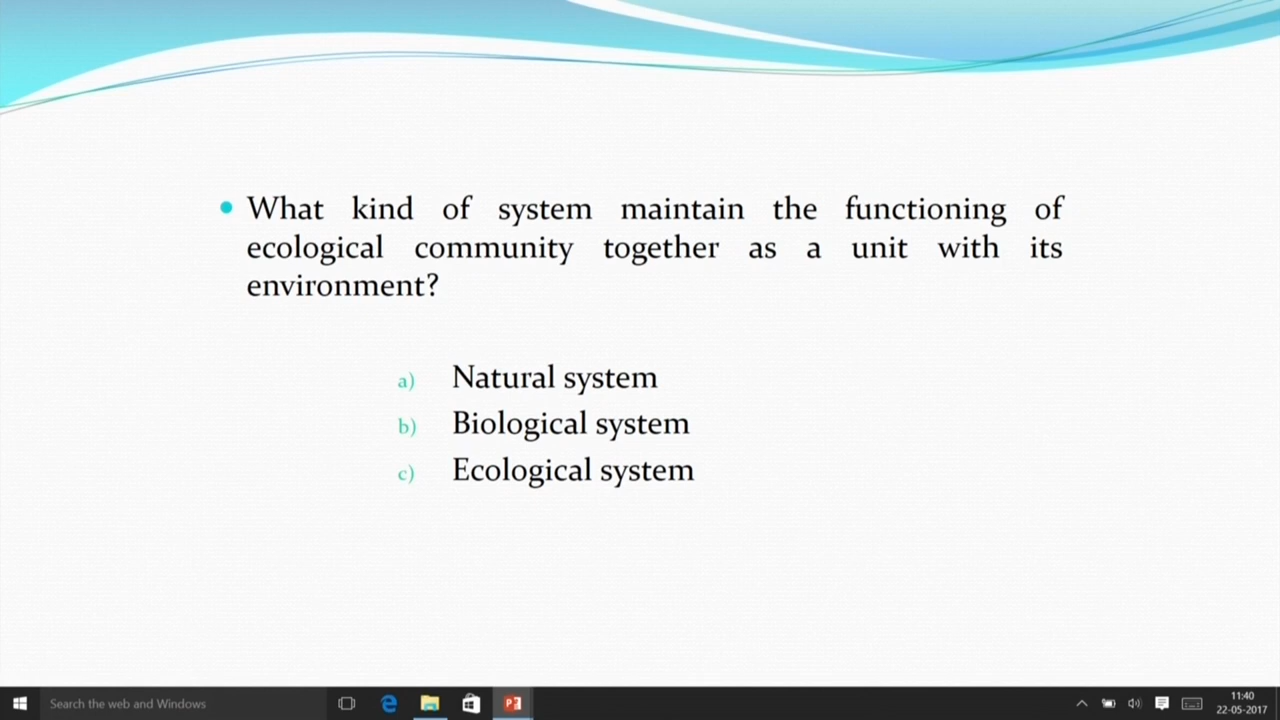 What kind of system maintain the functioning of
ecological community together as a unit with its
environment?
a) Natural system
b) Biological system
c) Ecological system
Search the web and Windows
11:40
22-05-2017